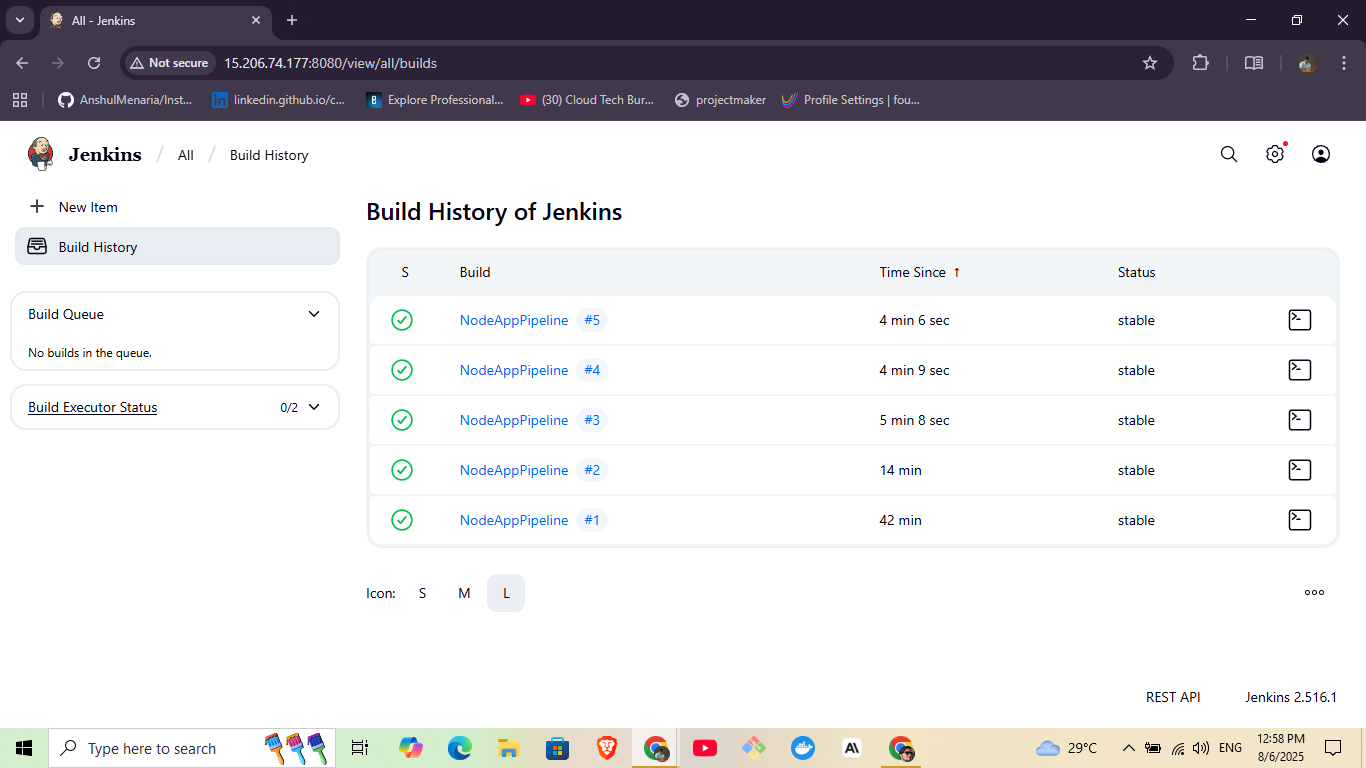 All - Jenkins
Not secure 15.206.74.177:8080/view/all/builds
AnshulMenaria/Inst... linkedin.github.io/c... Explore Professional... (30) Cloud Tech Bur... projectmaker Profile Settings | fou...
Jenkins / All / Build History
New Item
Build History
Build Queue
No builds in the queue.
Build Executor Status 0/2
Build History of Jenkins
S Build Time Since ↑ Status
NodeAppPipeline #5 4 min 6 sec stable
NodeAppPipeline #4 4 min 9 sec stable
NodeAppPipeline #3 5 min 8 sec stable
NodeAppPipeline #2 14 min stable
NodeAppPipeline #1 42 min stable
Icon: S M L
REST API Jenkins 2.516.1
Type here to search
29°C ENG 12:58 PM
8/6/2025